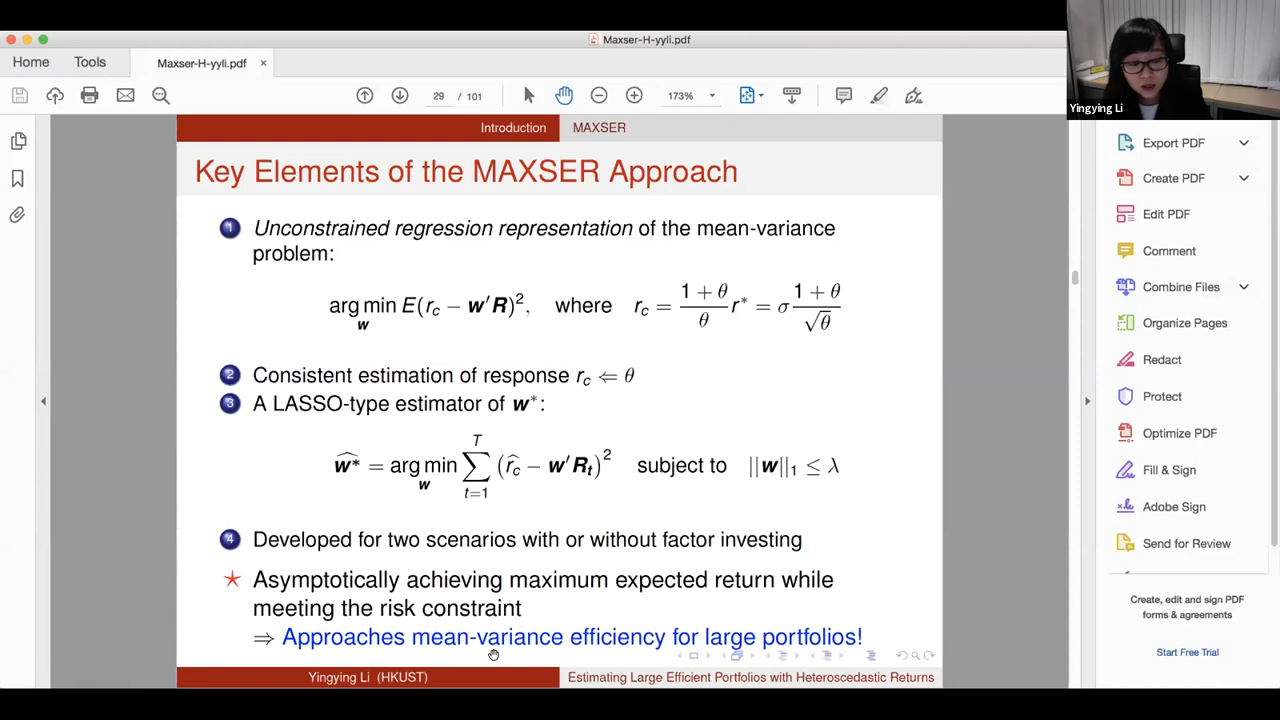 Maxser-H-yyli.pdf
Home
Tools
Maxser-H-yyli.pdf
29 / 101
173%
Yingying Li
Introduction
MAXSER
Key Elements of the MAXSER Approach
1 Unconstrained regression representation of the mean-variance
problem:
arg min_w E(r_c − w′R)², where r_c = (1 + θ)/θ r* = σ (1 + θ)/√θ
2 Consistent estimation of response r_c ⇐ θ
3 A LASSO-type estimator of w*:
ŵ* = arg min_w ∑_{t=1}^{T} (r̂_c − w′R_t)² subject to ||w||₁ ≤ λ
4 Developed for two scenarios with or without factor investing
★ Asymptotically achieving maximum expected return while
meeting the risk constraint
⇒ Approaches mean-variance efficiency for large portfolios!
Yingying Li (HKUST)
Estimating Large Efficient Portfolios with Heteroscedastic Returns
Export PDF
Create PDF
Edit PDF
Comment
Combine Files
Organize Pages
Redact
Protect
Optimize PDF
Fill & Sign
Adobe Sign
Send for Review
Create, edit and sign PDF
forms & agreements
Start Free Trial